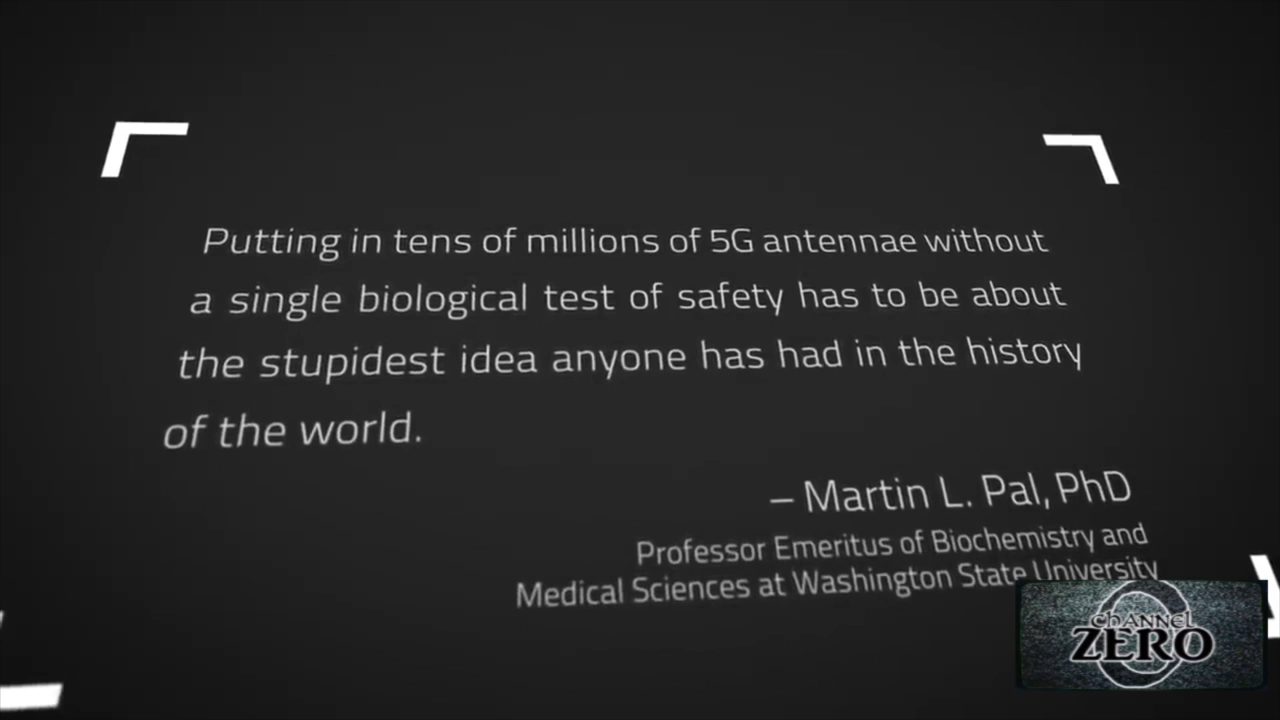 Putting in tens of millions of 5G antennae without
a single biological test of safety has to be about
the stupidest idea anyone has had in the history
of the world.
– Martin L. Pal, PhD
Professor Emeritus of Biochemistry and
Medical Sciences at Washington State University
chANNEL
ZERO